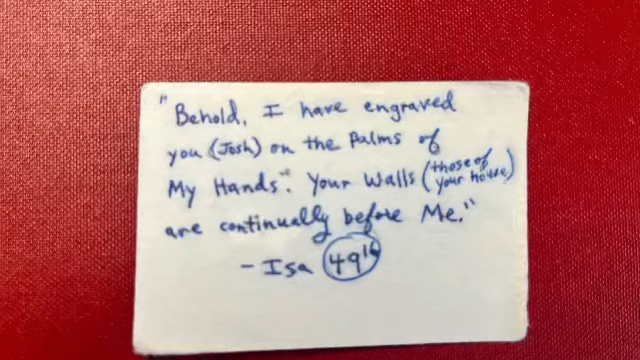 "Behold, I have engraved
you (Josh) on the Palms of
My Hands". Your Walls (those of your house)
are continually before Me."
- Isa 49 16